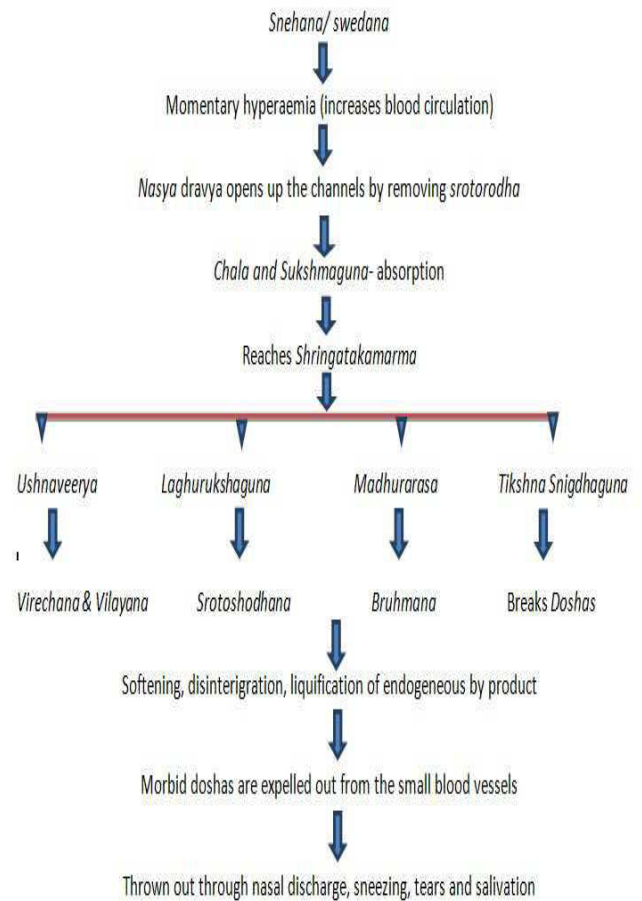 Snehana/ swedana
Momentary hyperaemia (increases blood circulation)
Nasya dravya opens up the channels by removing srotorodha
Chala and Sukshmaguna- absorption
Reaches Shringatakamarma
Ushnaveerya Laghurukshaguna Madhurarasa Tikshna Snigdhaguna
Virechana & Vilayana Srotoshodhana Bruhmana Breaks Doshas
Softening, disinterigration, liquification of endogeneous by product
Morbid doshas are expelled out from the small blood vessels
Thrown out through nasal discharge, sneezing, tears and salivation